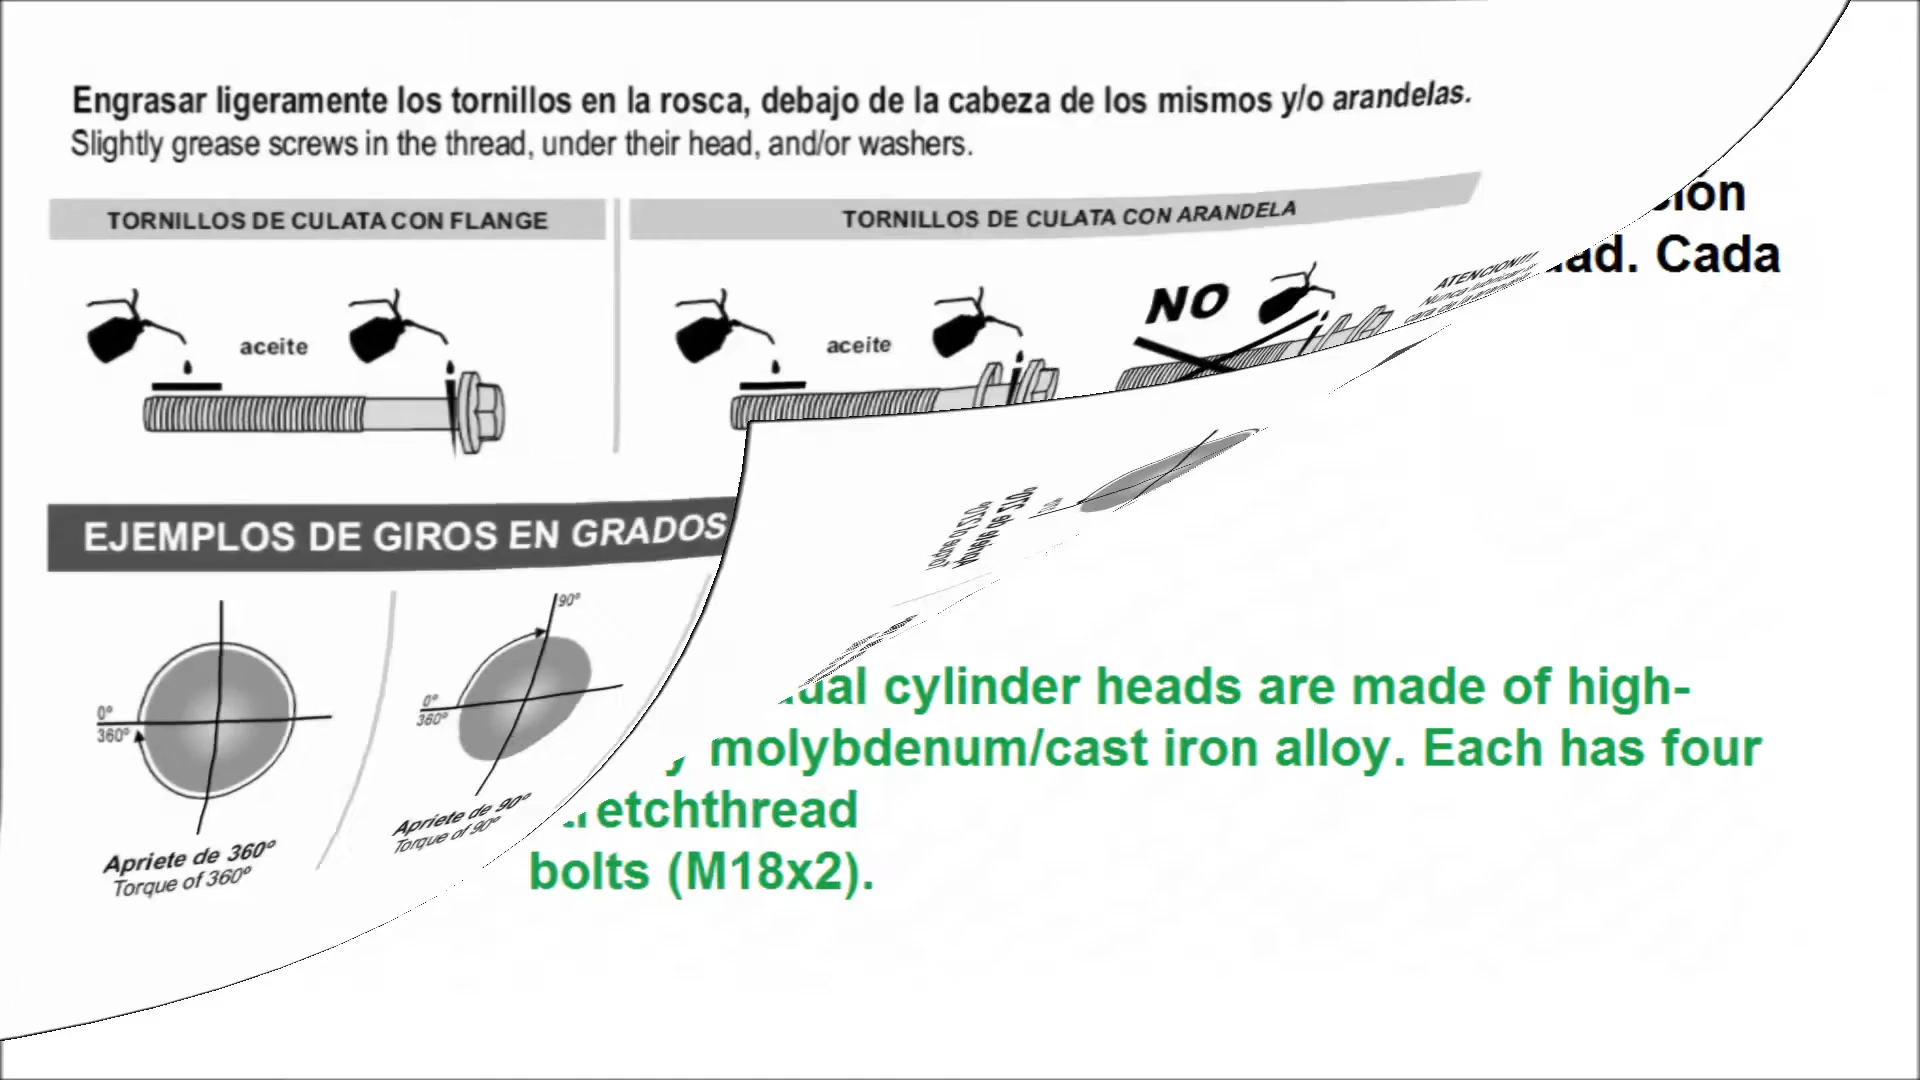 Engrasar ligeramente los tornillos en la rosca, debajo de la cabeza de los mismos y/o arandelas.
Slightly grease screws in the thread, under their head, and/or washers.
TORNILLOS DE CULATA CON FLANGE
TORNILLOS DE CULATA CON ARANDELA
Cada
NO
ATENCION!!!
aceite
aceite
EJEMPLOS DE GIROS EN GRADOS
90º
0º
360º
0º
360º
Apriete de 90º
Torque of 90º
Apriete de 360º
Torque of 360º
cylinder heads are made of high-
molybdenum/cast iron alloy. Each has four
retchthread
bolts (M18x2).